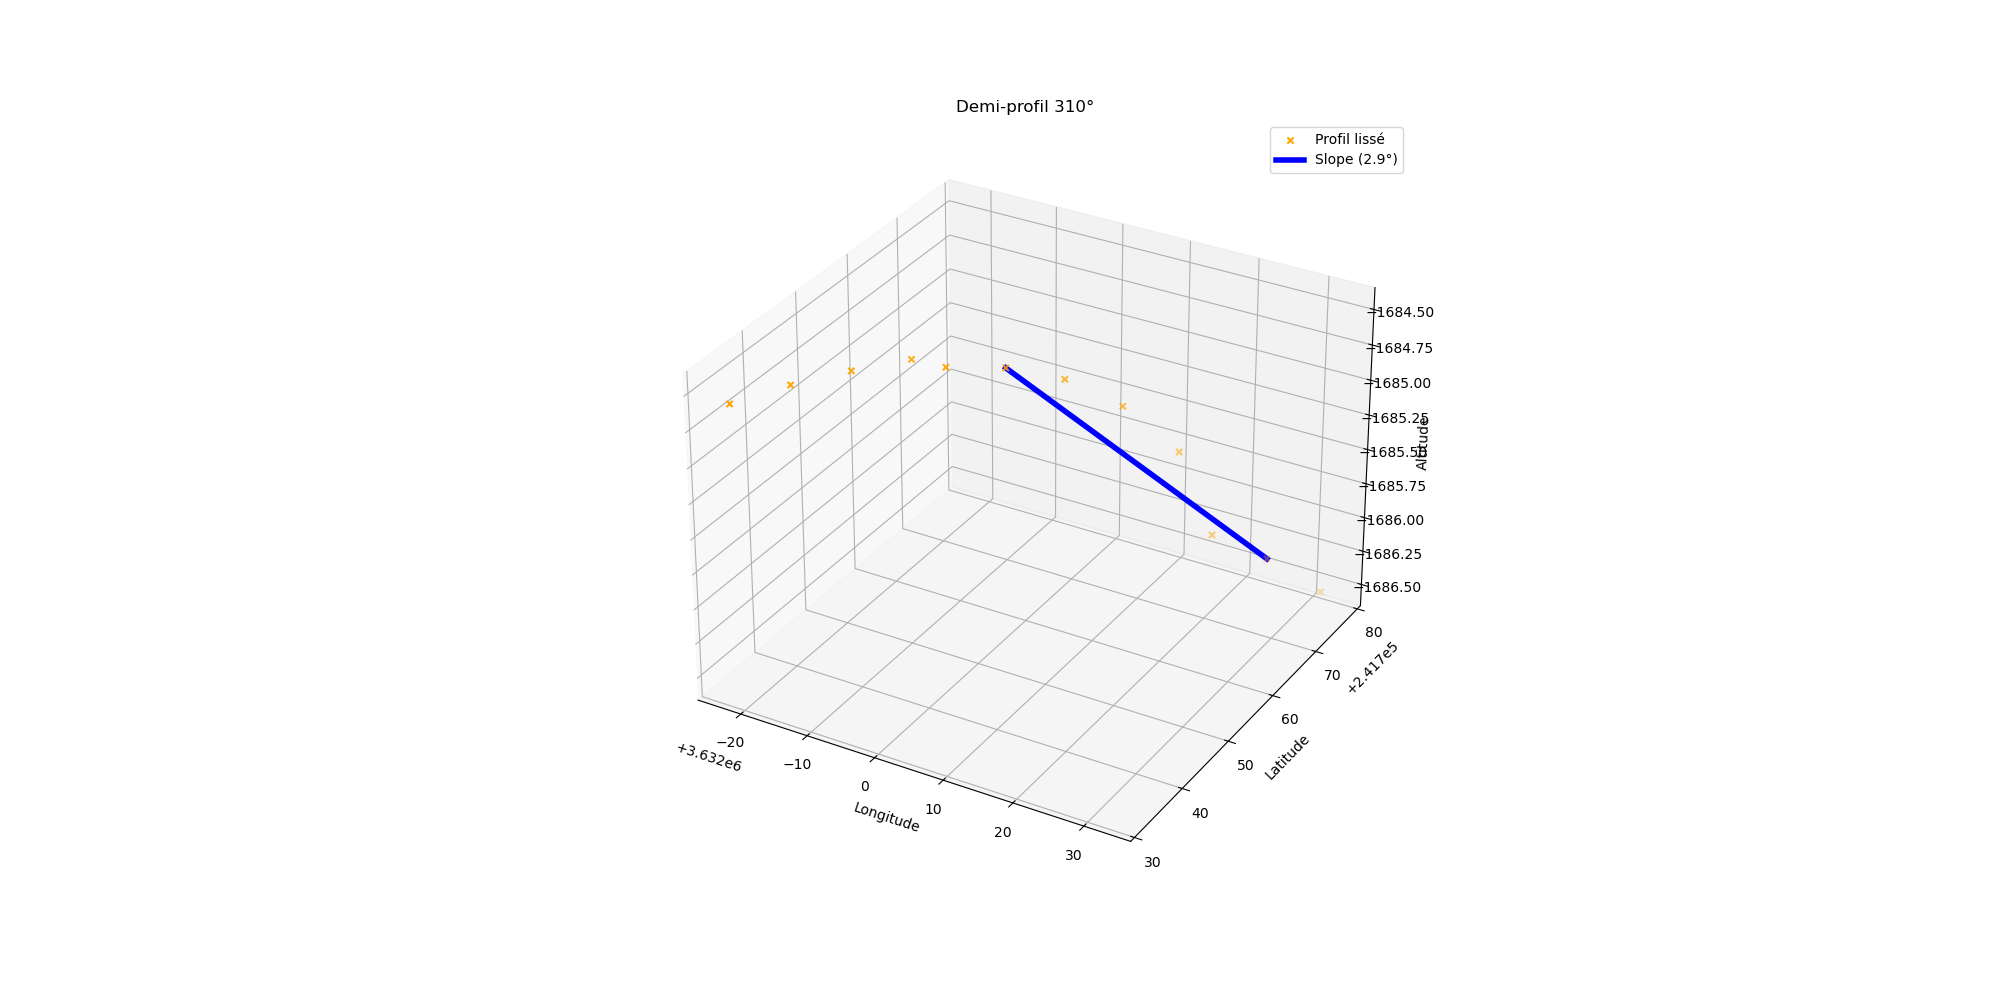 Demi-profil 310°
Profil lissé
Slope (2.9°)
−1684.50
−1684.75
−1685.00
−1685.25
−1685.50
−1685.75
−1686.00
−1686.25
−1686.50
Altitude
80
70
60
50
40
30
+2.417e5
Latitude
−20
−10
0
10
20
30
+3.632e6
Longitude